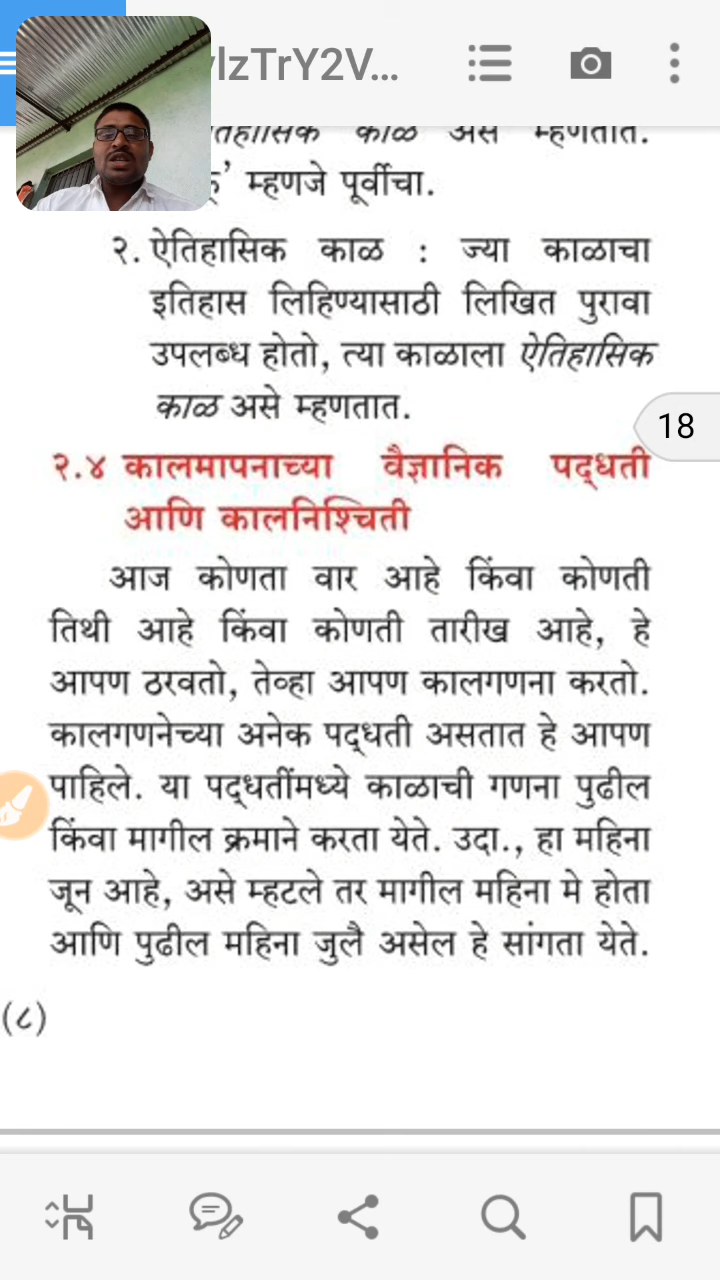 lzTrY2V...
काळ असे म्हणतात.
म्हणजे पूर्वीचा.
२. ऐतिहासिक काळ : ज्या काळाचा
इतिहास लिहिण्यासाठी लिखित पुरावा
उपलब्ध होतो, त्या काळाला ऐतिहासिक
काळ असे म्हणतात.
18
२.४ कालमापनाच्या वैज्ञानिक पद्धती
आणि कालनिश्चिती
आज कोणता वार आहे किंवा कोणती
तिथी आहे किंवा कोणती तारीख आहे, हे
आपण ठरवतो, तेव्हा आपण कालगणना करतो.
कालगणनेच्या अनेक पद्धती असतात हे आपण
पाहिले. या पद्धतींमध्ये काळाची गणना पुढील
किंवा मागील क्रमाने करता येते. उदा., हा महिना
जून आहे, असे म्हटले तर मागील महिना मे होता
आणि पुढील महिना जुलै असेल हे सांगता येते.
(८)